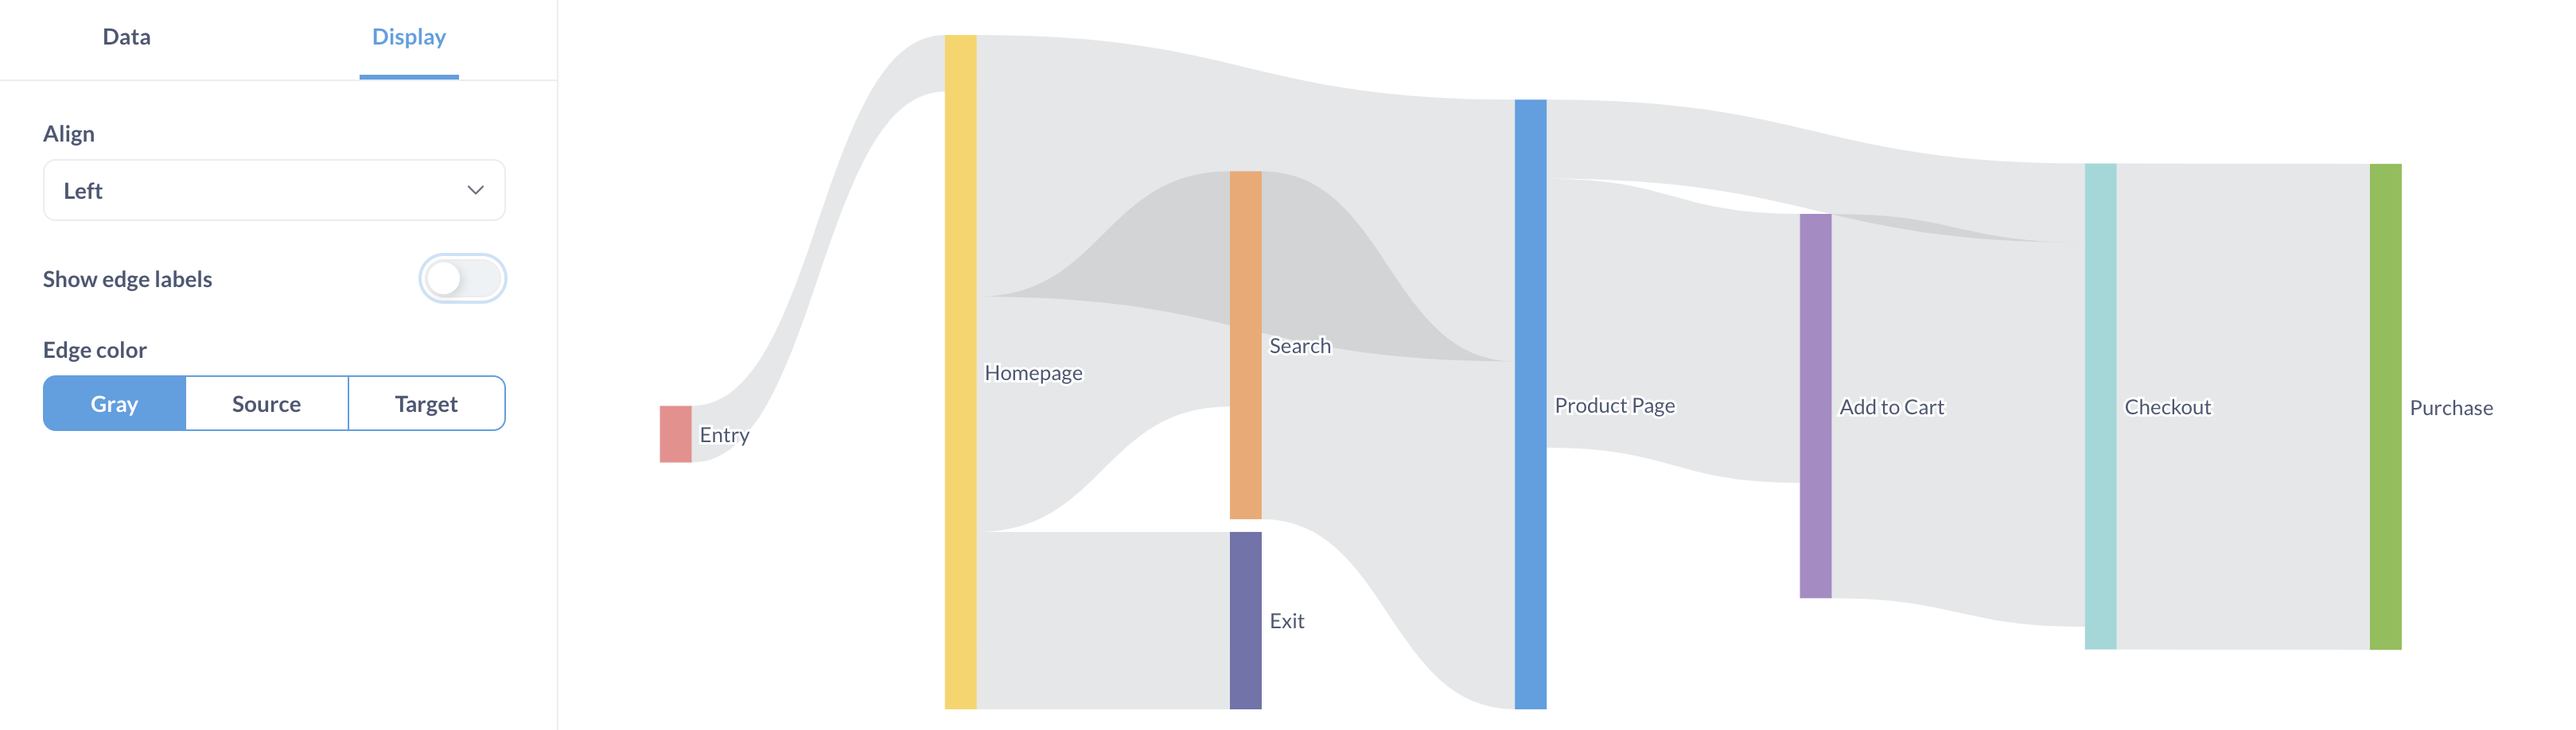 Data
Display
Align
Left
Show edge labels
Edge color
Gray
Source
Target
Entry
Homepage
Search
Exit
Product Page
Add to Cart
Checkout
Purchase